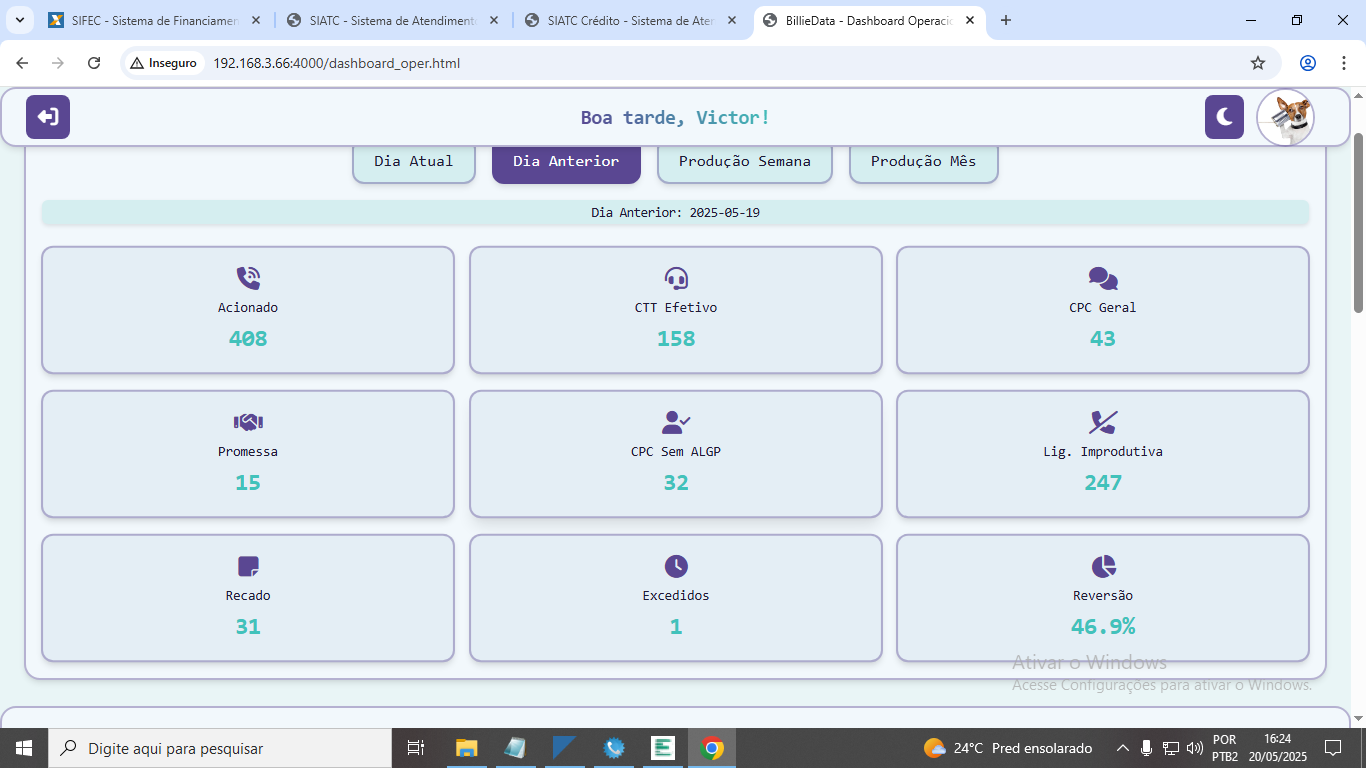 SIFEC - Sistema de Financiamen
SIATC - Sistema de Atendimento
SIATC Crédito - Sistema de Aten
BillieData - Dashboard Operacio
Inseguro
192.168.3.66:4000/dashboard_oper.html
Boa tarde, Victor!
Dia Atual
Dia Anterior
Produção Semana
Produção Mês
Dia Anterior: 2025-05-19
Acionado
408
CTT Efetivo
158
CPC Geral
43
Promessa
15
CPC Sem ALGP
32
Lig. Improdutiva
247
Recado
31
Excedidos
1
Reversão
46.9%
Ativar o Windows
Acesse Configurações para ativar o Windows.
Digite aqui para pesquisar
24°C Pred ensolarado
POR
PTB2
16:24
20/05/2025